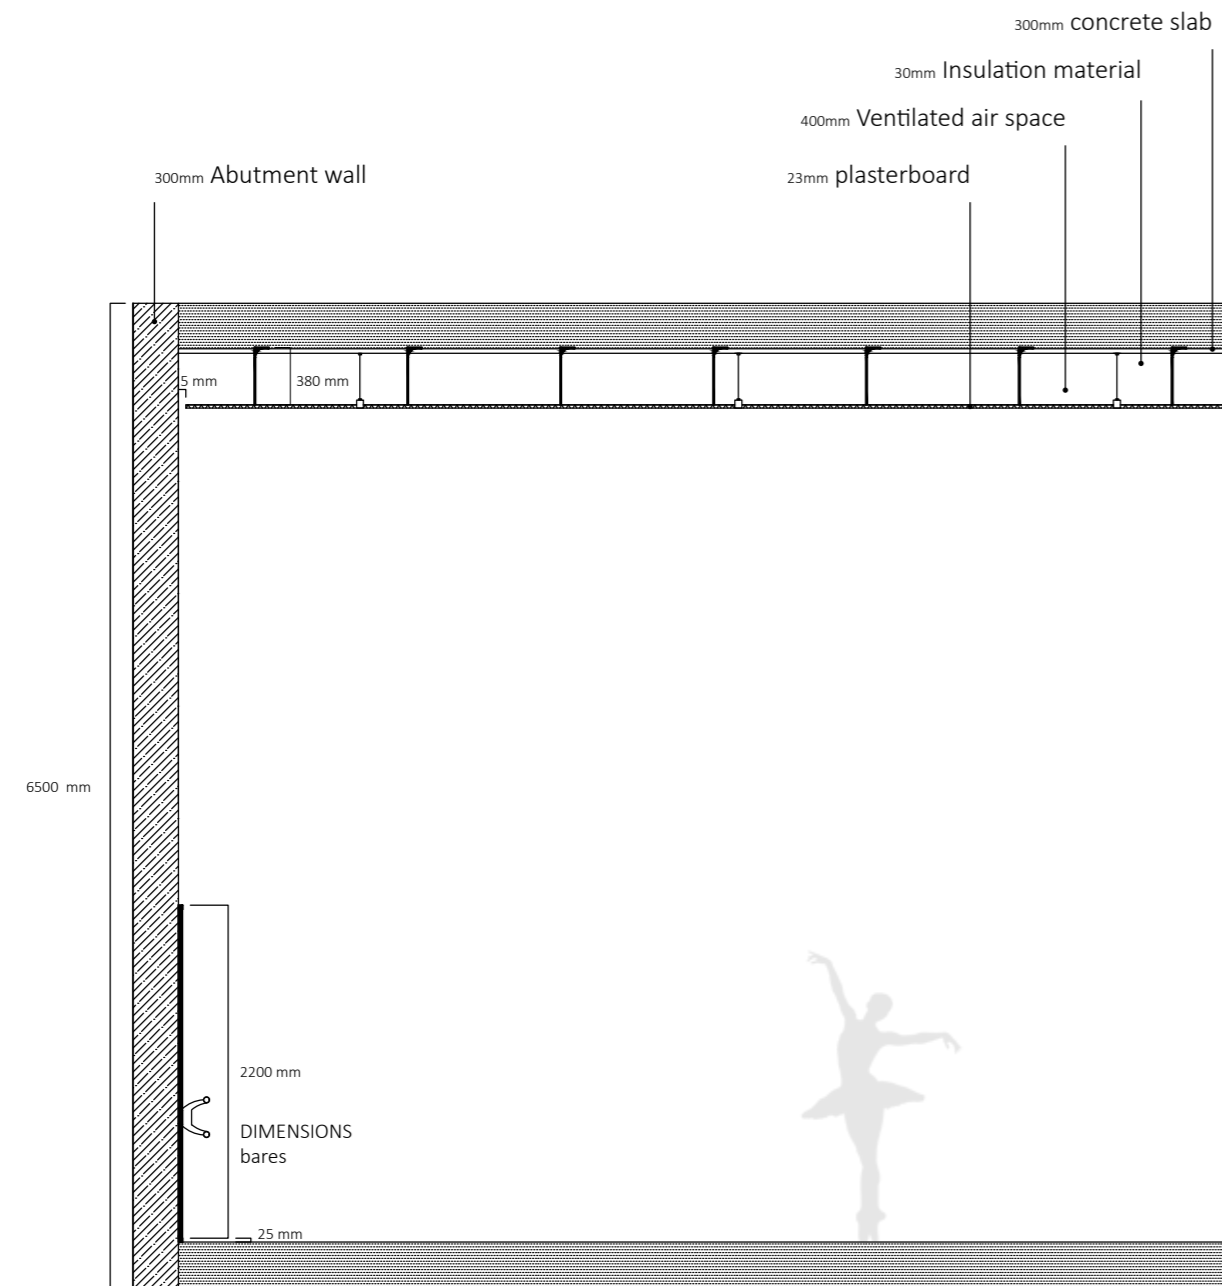 300mm concrete slab
30mm Insulation material
400mm Ventilated air space
300mm Abutment wall
23mm plasterboard
5 mm
380 mm
6500 mm
2200 mm
DIMENSIONS
bares
25 mm